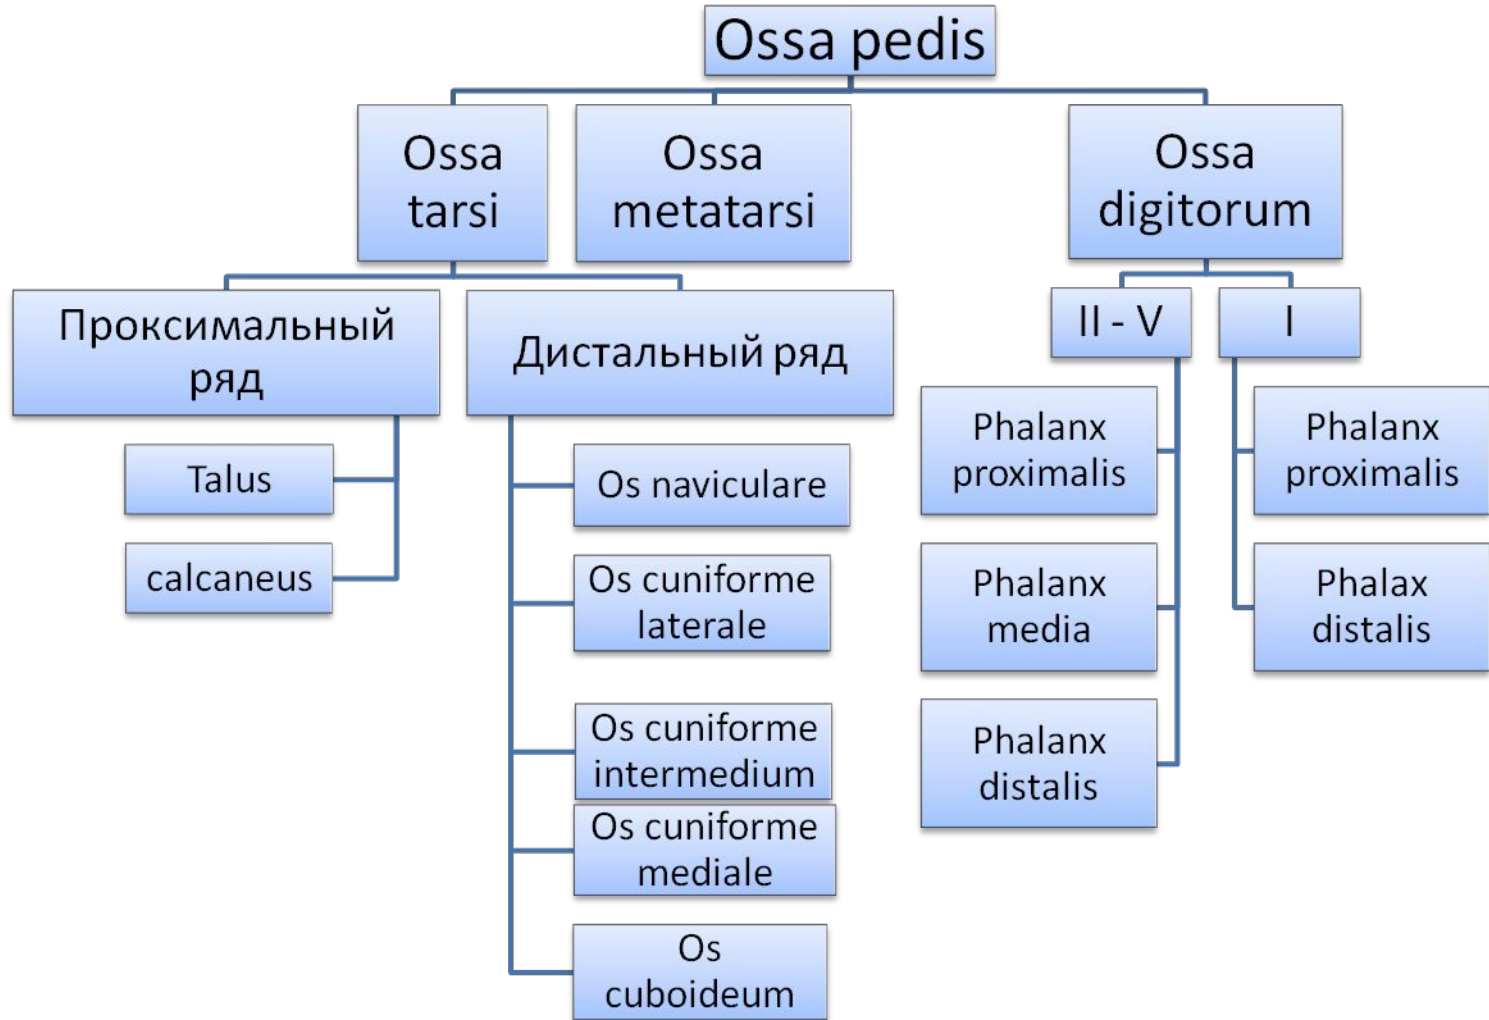 Ossa pedis
Ossa
tarsi
Ossa
metatarsi
Ossa
digitorum
Проксимальный
ряд
Talus
calcaneus
Дистальный ряд
Os naviculare
Os cuniforme
laterale
Os cuniforme
intermedium
Os cuniforme
mediale
Os
cuboideum
II - V
Phalanx
proximalis
Phalanx
media
Phalanx
distalis
I
Phalanx
proximalis
Phalax
distalis